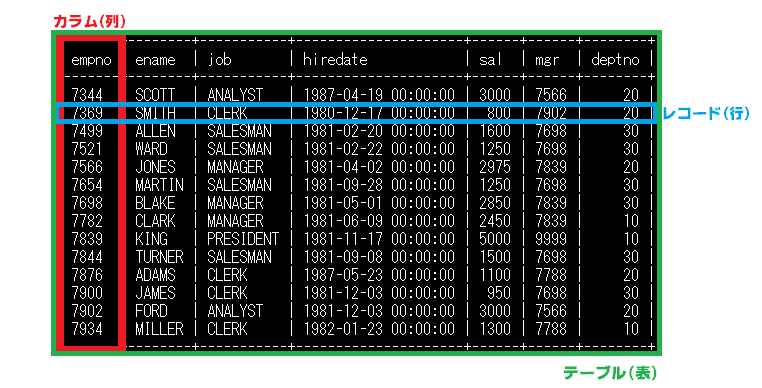 カラム(列)
empno | ename | job | hiredate | sal | mgr | deptno |
7344 | SCOTT | ANALYST | 1987-04-19 00:00:00 | 3000 | 7566 | 20 |
7369 | SMITH | CLERK | 1980-12-17 00:00:00 | 800 | 7902 | 20 | レコード(行)
7499 | ALLEN | SALESMAN | 1981-02-20 00:00:00 | 1600 | 7698 | 30 |
7521 | WARD | SALESMAN | 1981-02-22 00:00:00 | 1250 | 7698 | 30 |
7566 | JONES | MANAGER | 1981-04-02 00:00:00 | 2975 | 7839 | 20 |
7654 | MARTIN | SALESMAN | 1981-09-28 00:00:00 | 1250 | 7698 | 30 |
7698 | BLAKE | MANAGER | 1981-05-01 00:00:00 | 2850 | 7839 | 30 |
7782 | CLARK | MANAGER | 1981-06-09 00:00:00 | 2450 | 7839 | 10 |
7839 | KING | PRESIDENT | 1981-11-17 00:00:00 | 5000 | 9999 | 10 |
7844 | TURNER | SALESMAN | 1981-09-08 00:00:00 | 1500 | 7698 | 30 |
7876 | ADAMS | CLERK | 1987-05-23 00:00:00 | 1100 | 7788 | 20 |
7900 | JAMES | CLERK | 1981-12-03 00:00:00 | 950 | 7698 | 30 |
7902 | FORD | ANALYST | 1981-12-03 00:00:00 | 3000 | 7566 | 20 |
7934 | MILLER | CLERK | 1982-01-23 00:00:00 | 1300 | 7788 | 10 |
テーブル(表)